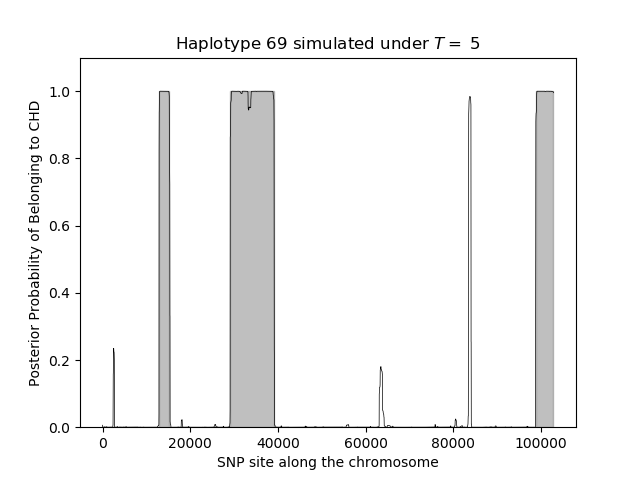 Haplotype 69 simulated under T = 5
Posterior Probability of Belonging to CHD
1.0
0.8
0.6
0.4
0.2
0.0
0 20000 40000 60000 80000 100000
SNP site along the chromosome